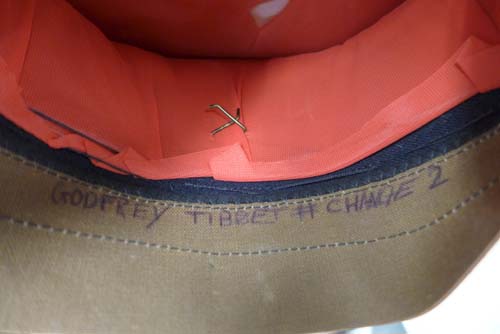 GODFREY TIBBET # CHANGE 2